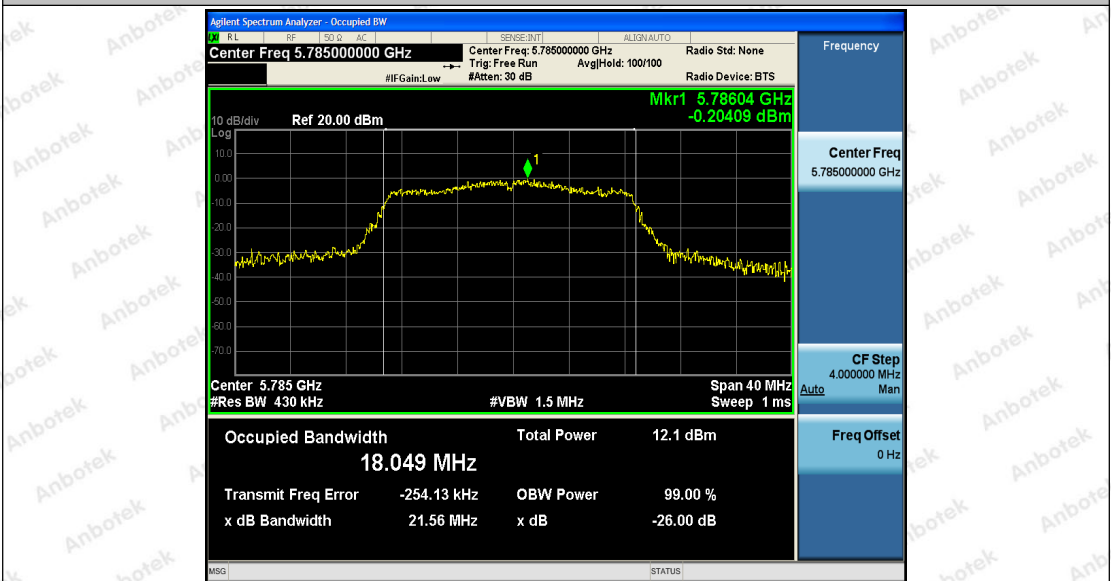 Agilent Spectrum Analyzer - Occupied BW
LXI RL RF 50 Ω AC SENSE:INT ALIGN AUTO
Center Freq 5.785000000 GHz
Center Freq: 5.785000000 GHz Radio Std: None
Trig: Free Run Avg|Hold: 100/100
#IFGain:Low #Atten: 30 dB Radio Device: BTS
Mkr1 5.78604 GHz
-0.20409 dBm
10 dB/div Ref 20.00 dBm
Log
10.0
0.00
-10.0
-20.0
-30.0
-40.0
-50.0
-60.0
-70.0
1
Center 5.785 GHz Span 40 MHz
#Res BW 430 kHz #VBW 1.5 MHz Sweep 1 ms
Occupied Bandwidth Total Power 12.1 dBm
18.049 MHz
Transmit Freq Error -254.13 kHz OBW Power 99.00 %
x dB Bandwidth 21.56 MHz x dB -26.00 dB
MSG STATUS
Frequency
Center Freq
5.785000000 GHz
CF Step
4.000000 MHz
Auto Man
Freq Offset
0 Hz
Anbotek